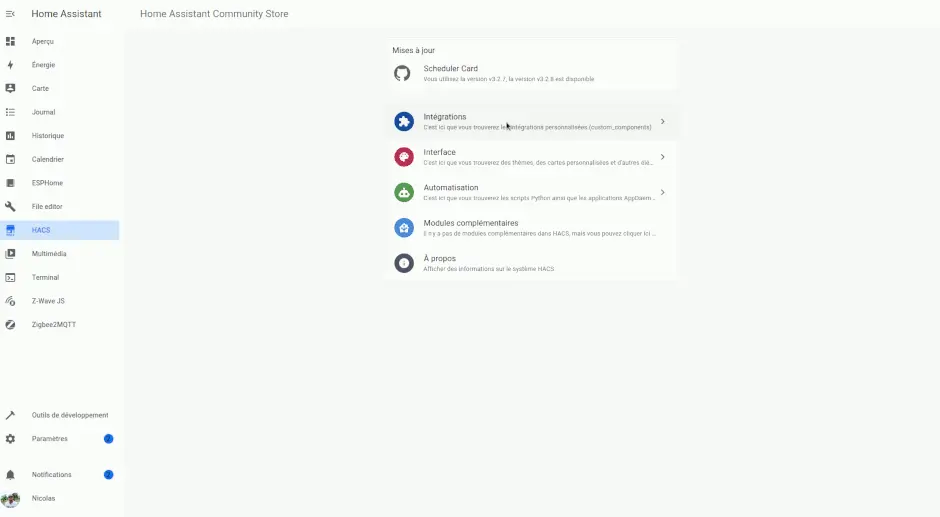 Home Assistant
Home Assistant Community Store
Aperçu
Énergie
Carte
Journal
Historique
Calendrier
ESPHome
File editor
HACS
Multimédia
Terminal
Z-Wave JS
Zigbee2MQTT
Outils de développement
Paramètres
2
Notifications
2
Nicolas
Mises à jour
Scheduler Card
Vous utilisez la version v3.2.7, la version v3.2.8 est disponible
Intégrations
C'est ici que vous trouverez les intégrations personnalisées (custom_components)
Interface
C'est ici que vous trouverez des thèmes, des cartes personnalisées et d'autres élé...
Automatisation
C'est ici que vous trouverez les scripts Python ainsi que les applications AppDaem...
Modules complémentaires
Il n'y a pas de modules complémentaires dans HACS, mais vous pouvez cliquer ici ...
À propos
Afficher des informations sur le système HACS